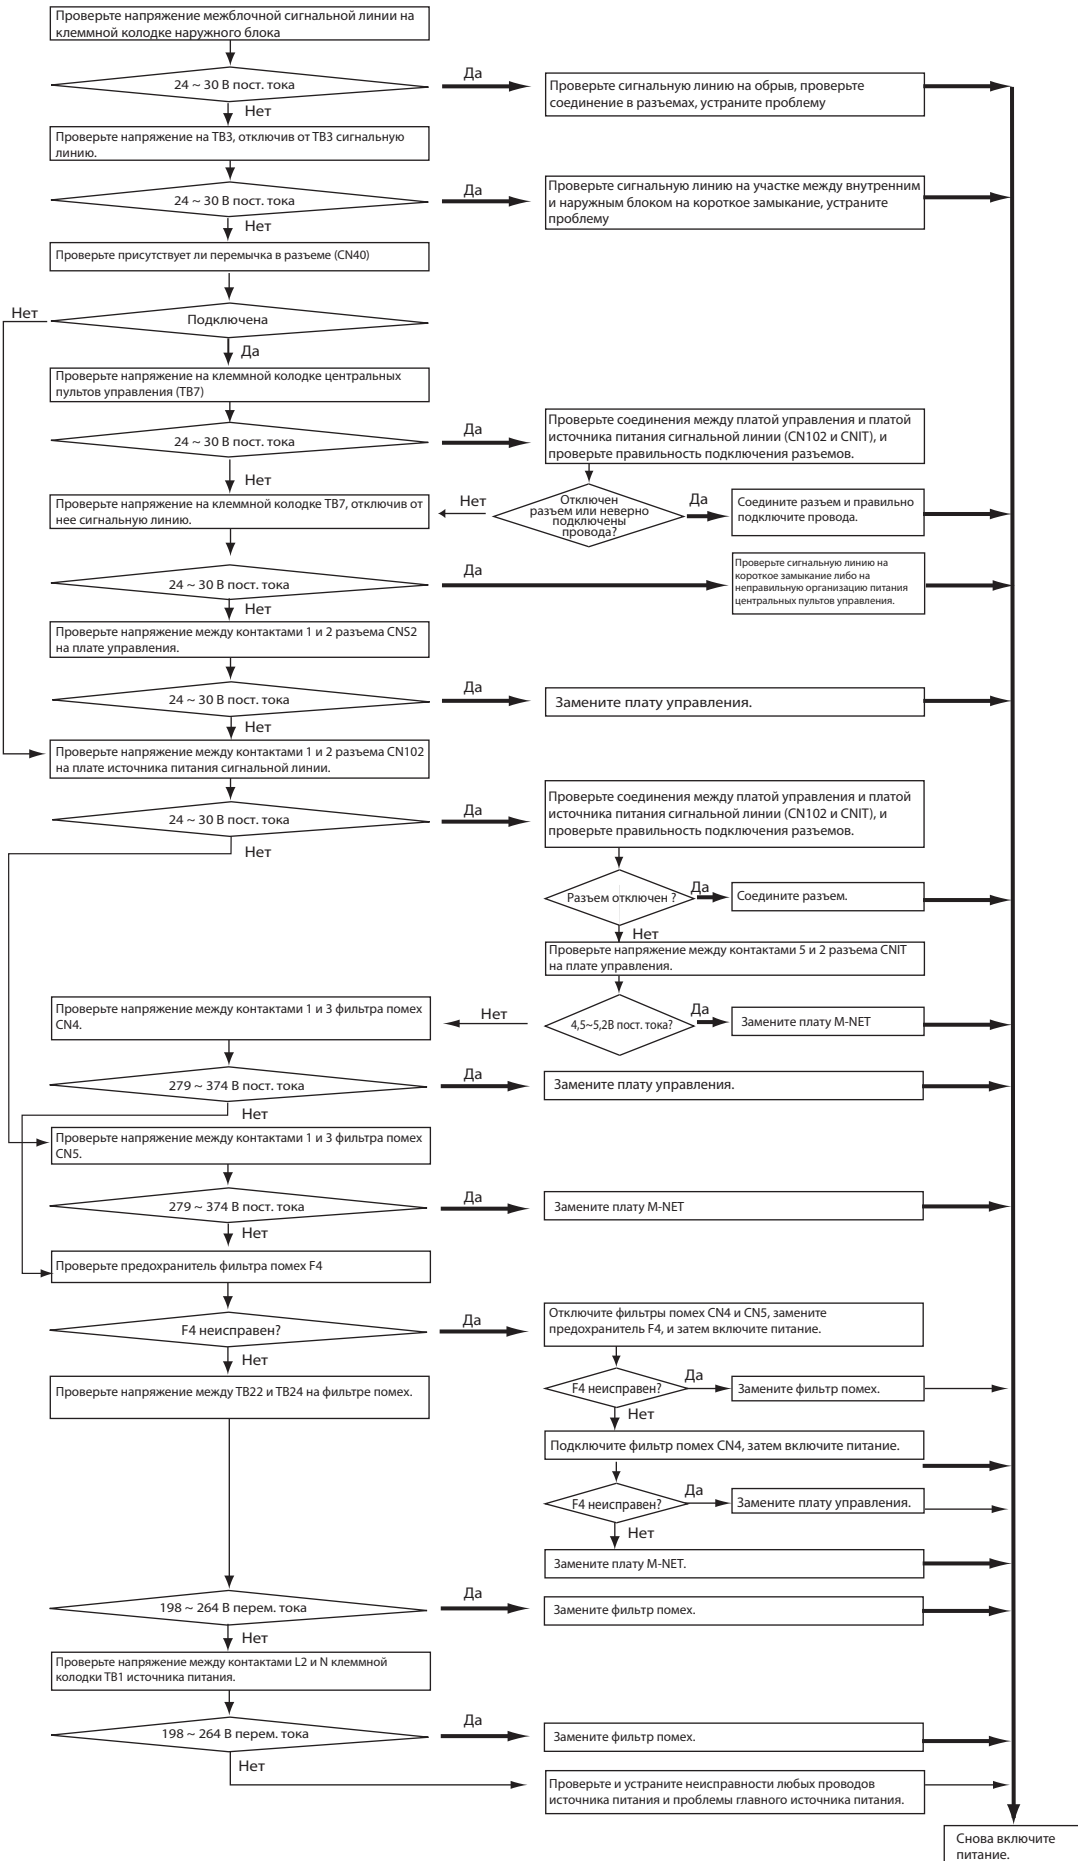 Проверьте напряжение межблочной сигнальной линии на
клеммной колодке наружного блока
24 ~ 30 В пост. тока
Да
Проверьте сигнальную линию на обрыв, проверьте
соединение в разъемах, устраните проблему
Нет
Проверьте напряжение на ТВ3, отключив от ТВ3 сигнальную
линию.
24 ~ 30 В пост. тока
Да
Проверьте сигнальную линию на участке между внутренним
и наружным блоком на короткое замыкание, устраните
проблему
Нет
Проверьте присутствует ли перемычка в разъеме (CN40)
Нет
Подключена
Да
Проверьте напряжение на клеммной колодке центральных
пультов управления (ТВ7)
24 ~ 30 В пост. тока
Да
Проверьте соединения между платой управления и платой
источника питания сигнальной линии (CN102 и CNIT), и
проверьте правильность подключения разъемов.
Нет
Проверьте напряжение на клеммной колодке ТВ7, отключив от
нее сигнальную линию.
Нет
Отключен
разъем или неверно
подключены
провода?
Да
Соедините разъем и правильно
подключите провода.
24 ~ 30 В пост. тока
Да
Проверьте сигнальную линию на
короткое замыкание либо на
неправильную организацию питания
центральных пультов управления.
Нет
Проверьте напряжение между контактами 1 и 2 разъема CNS2
на плате управления.
24 ~ 30 В пост. тока
Да
Замените плату управления.
Нет
Проверьте напряжение между контактами 1 и 2 разъема CN102
на плате источника питания сигнальной линии.
24 ~ 30 В пост. тока
Да
Проверьте соединения между платой управления и платой
источника питания сигнальной линии (CN102 и CNIT), и
проверьте правильность подключения разъемов.
Нет
Разъем отключен ?
Да
Соедините разъем.
Нет
Проверьте напряжение между контактами 5 и 2 разъема CNIT
на плате управления.
4,5~5,2В пост. тока?
Да
Замените плату M-NET
Нет
Проверьте напряжение между контактами 1 и 3 фильтра помех
CN4.
279 ~ 374 В пост. тока
Да
Замените плату управления.
Нет
Проверьте напряжение между контактами 1 и 3 фильтра помех
CN5.
279 ~ 374 В пост. тока
Да
Замените плату M-NET
Нет
Проверьте предохранитель фильтра помех F4
F4 неисправен?
Да
Отключите фильтры помех CN4 и CN5, замените
предохранитель F4, и затем включите питание.
Нет
Проверьте напряжение между ТВ22 и ТВ24 на фильтре помех.
F4 неисправен?
Да
Замените фильтр помех.
Нет
Подключите фильтр помех CN4, затем включите питание.
F4 неисправен?
Да
Замените плату управления.
Нет
Замените плату M-NET.
198 ~ 264 В перем. тока
Да
Замените фильтр помех.
Нет
Проверьте напряжение между контактами L2 и N клеммной
колодки ТВ1 источника питания.
198 ~ 264 В перем. тока
Да
Замените фильтр помех.
Нет
Проверьте и устраните неисправности любых проводов
источника питания и проблемы главного источника питания.
Снова включите
питание.